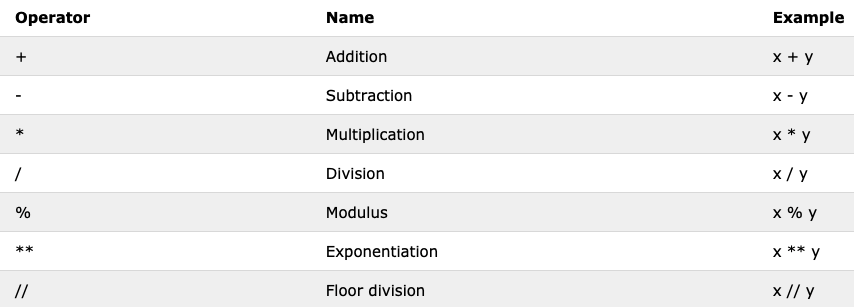 Operator Name Example
+ Addition x + y
- Subtraction x - y
* Multiplication x * y
/ Division x / y
% Modulus x % y
** Exponentiation x ** y
// Floor division x // y